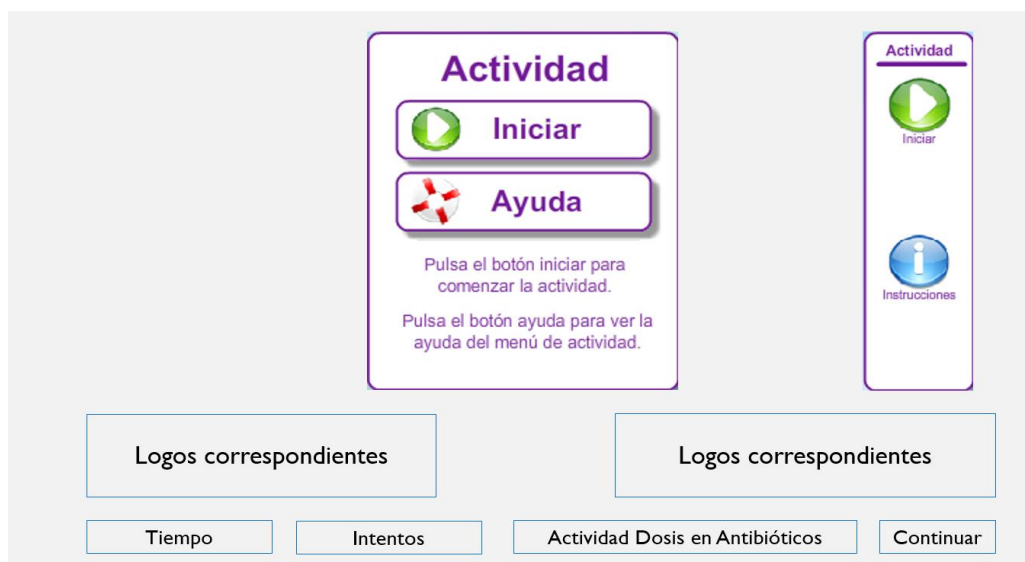 Actividad
Iniciar
Ayuda
Pulsa el botón iniciar para
comenzar la actividad.
Pulsa el botón ayuda para ver la
ayuda del menú de actividad.
Actividad
Iniciar
Instrucciones
Logos correspondientes
Logos correspondientes
Tiempo
Intentos
Actividad Dosis en Antibióticos
Continuar